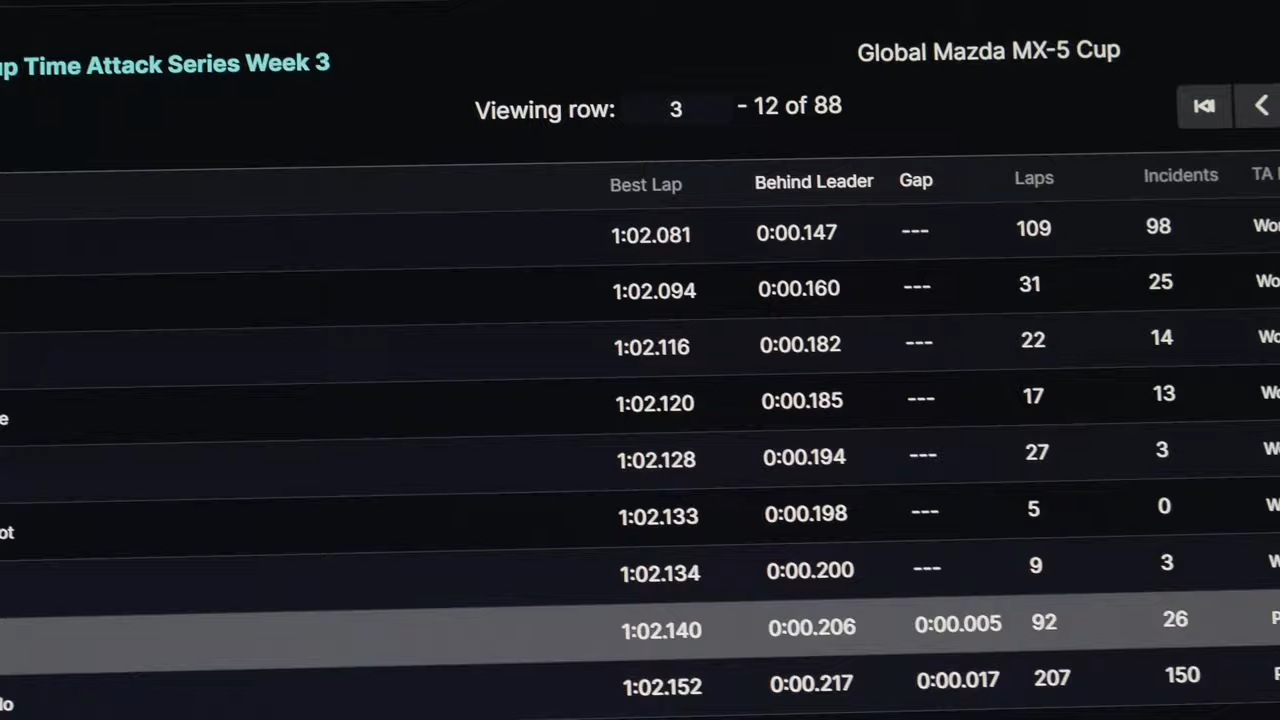 up Time Attack Series Week 3
Global Mazda MX-5 Cup
Viewing row: 3 - 12 of 88
Best Lap Behind Leader Gap Laps Incidents TA
1:02.081 0:00.147 --- 109 98
1:02.094 0:00.160 --- 31 25
1:02.116 0:00.182 --- 22 14
e 1:02.120 0:00.185 --- 17 13
1:02.128 0:00.194 --- 27 3
ot 1:02.133 0:00.198 --- 5 0
1:02.134 0:00.200 --- 9 3
1:02.140 0:00.206 0:00.005 92 26
lo 1:02.152 0:00.217 0:00.017 207 150